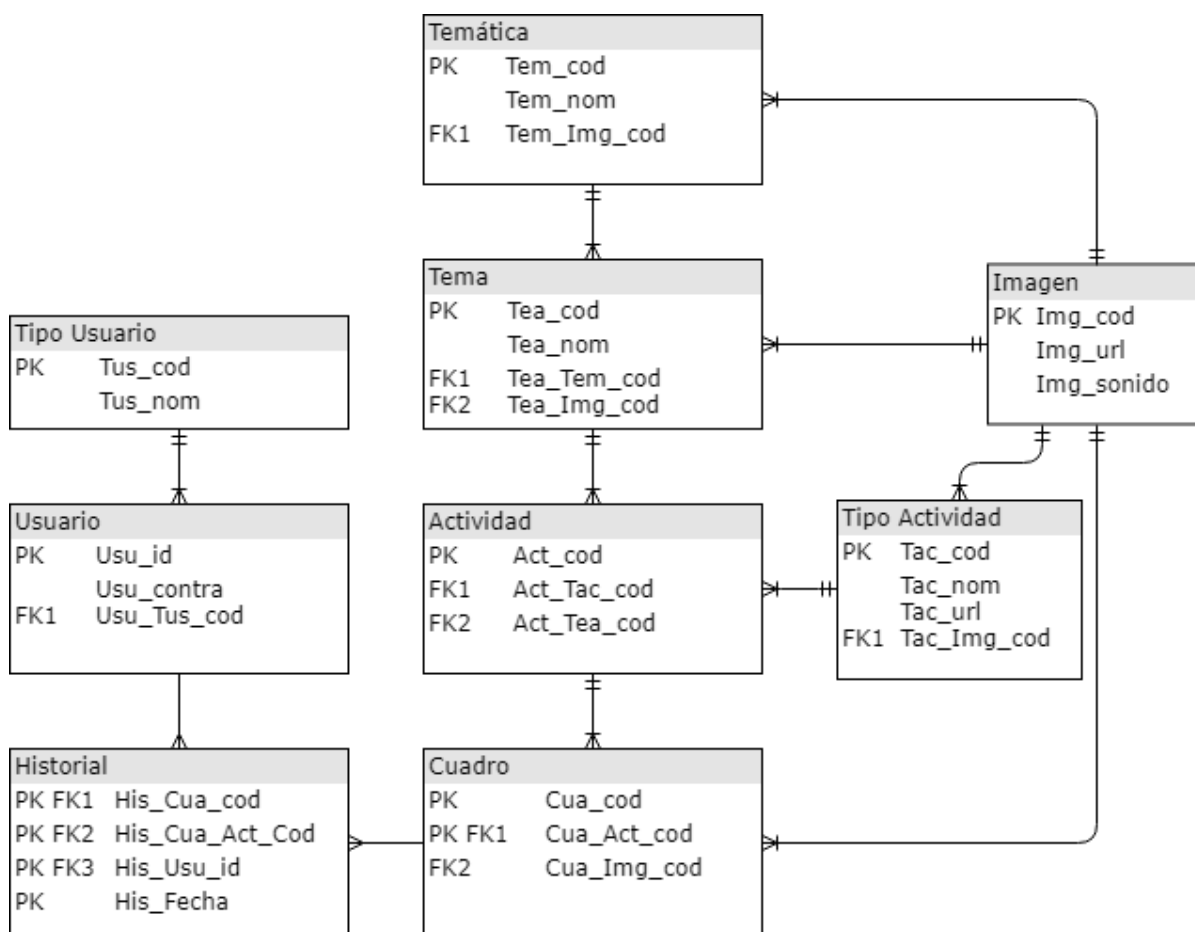 Temática
PK Tem_cod
Tem_nom
FK1 Tem_Img_cod
Tema
PK Tea_cod
Tea_nom
FK1 Tea_Tem_cod
FK2 Tea_Img_cod
Imagen
PK Img_cod
Img_url
Img_sonido
Tipo Usuario
PK Tus_cod
Tus_nom
Usuario
PK Usu_id
Usu_contra
FK1 Usu_Tus_cod
Actividad
PK Act_cod
FK1 Act_Tac_cod
FK2 Act_Tea_cod
Tipo Actividad
PK Tac_cod
Tac_nom
Tac_url
FK1 Tac_Img_cod
Historial
PK FK1 His_Cua_cod
PK FK2 His_Cua_Act_Cod
PK FK3 His_Usu_id
PK His_Fecha
Cuadro
PK Cua_cod
PK FK1 Cua_Act_cod
FK2 Cua_Img_cod